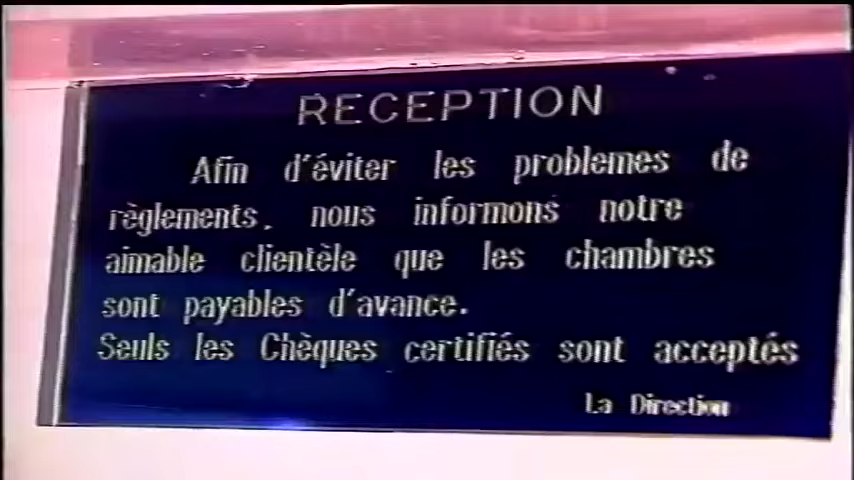 RECEPTION
Afin d'éviter les problemes de
règlements. nous informons notre
aimable clientèle que les chambres
sont payables d'avance.
Seuls les Chèques certifiés sont acceptés
La Direction